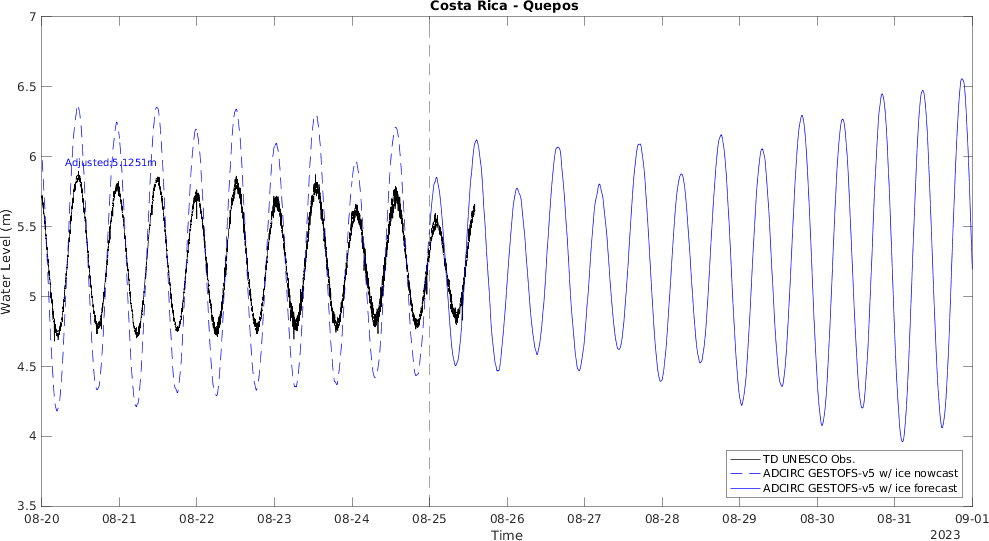 Costa Rica - Quepos
7
6.5
6
5.5
5
4.5
4
3.5
Water Level (m)
Adjusted:5.1251m
TD UNESCO Obs.
ADCIRC GESTOFS-v5 w/ ice nowcast
ADCIRC GESTOFS-v5 w/ ice forecast
08-20 08-21 08-22 08-23 08-24 08-25 08-26 08-27 08-28 08-29 08-30 08-31 09-01
Time
2023